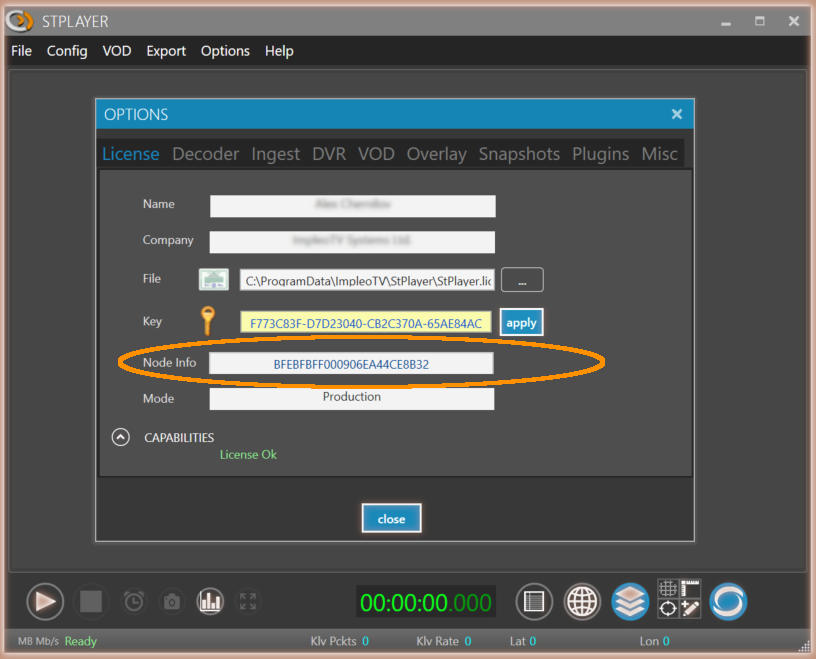 STPLAYER
File Config VOD Export Options Help
OPTIONS
License Decoder Ingest DVR VOD Overlay Snapshots Plugins Misc
Name
Company
File C:\ProgramData\ImpleoTV\StPlayer\StPlayer.lic ...
Key F773C83F-D7D23040-CB2C370A-65AE84AC apply
Node Info BFEBFBFF000906EA44CE8B32
Mode Production
CAPABILITIES
License Ok
close
00:00:00.000
MB Mb/s Ready Klv Pckts 0 Klv Rate 0 Lat 0 Lon 0